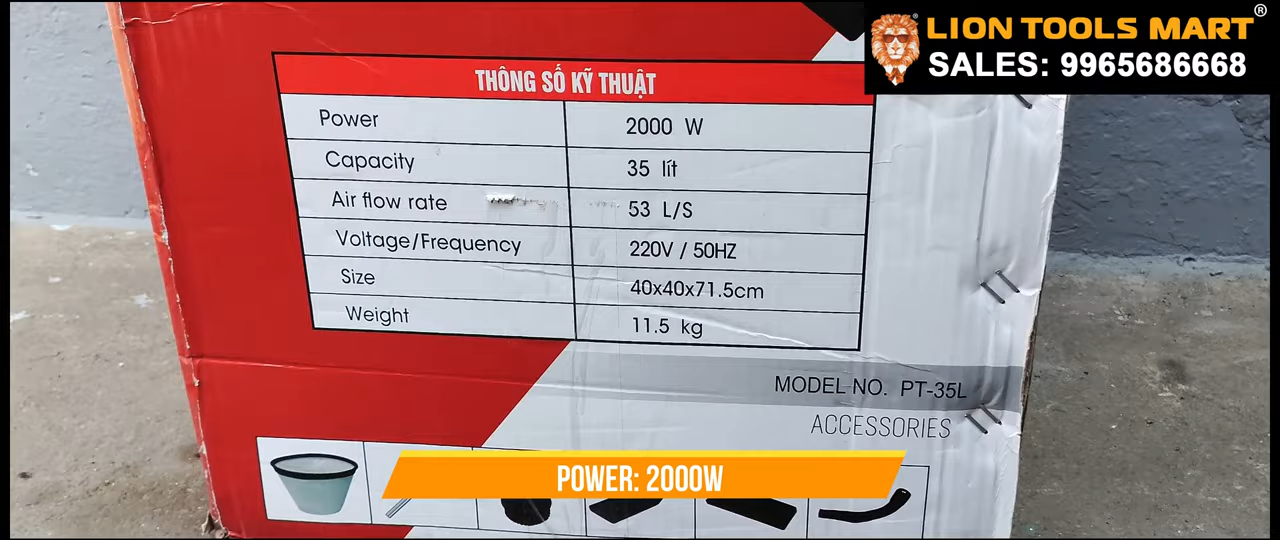 LION TOOLS MART®
SALES: 9965686668
THÔNG SỐ KỸ THUẬT
Power 2000 W
Capacity 35 lít
Air flow rate 53 L/S
Voltage/Frequency 220V / 50HZ
Size 40x40x71.5cm
Weight 11.5 kg
MODEL NO. PT-35L
ACCESSORIES
POWER: 2000W